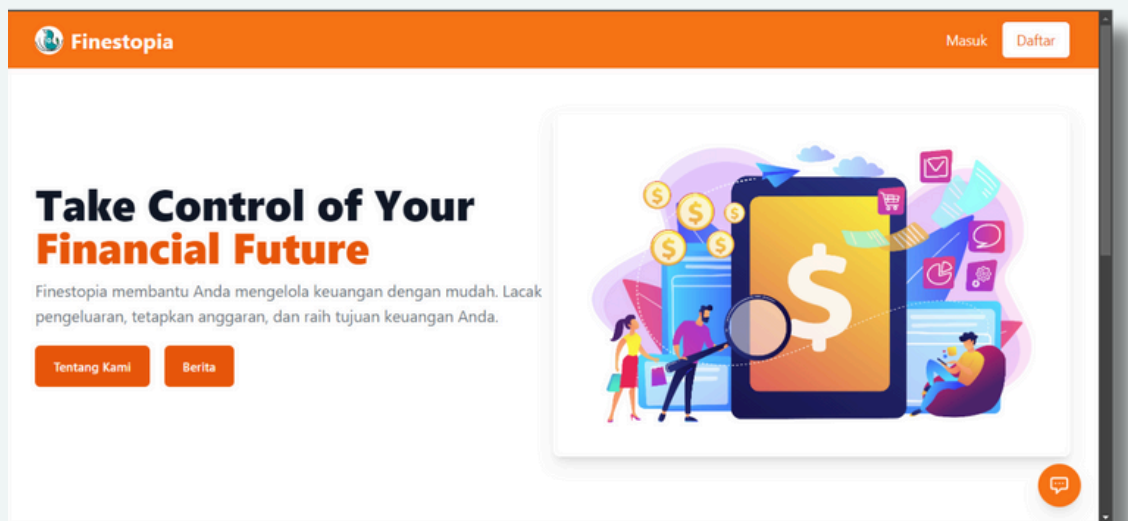 Finestopia
Masuk
Daftar
Take Control of Your
Financial Future
Finestopia membantu Anda mengelola keuangan dengan mudah. Lacak
pengeluaran, tetapkan anggaran, dan raih tujuan keuangan Anda.
Tentang Kami
Berita